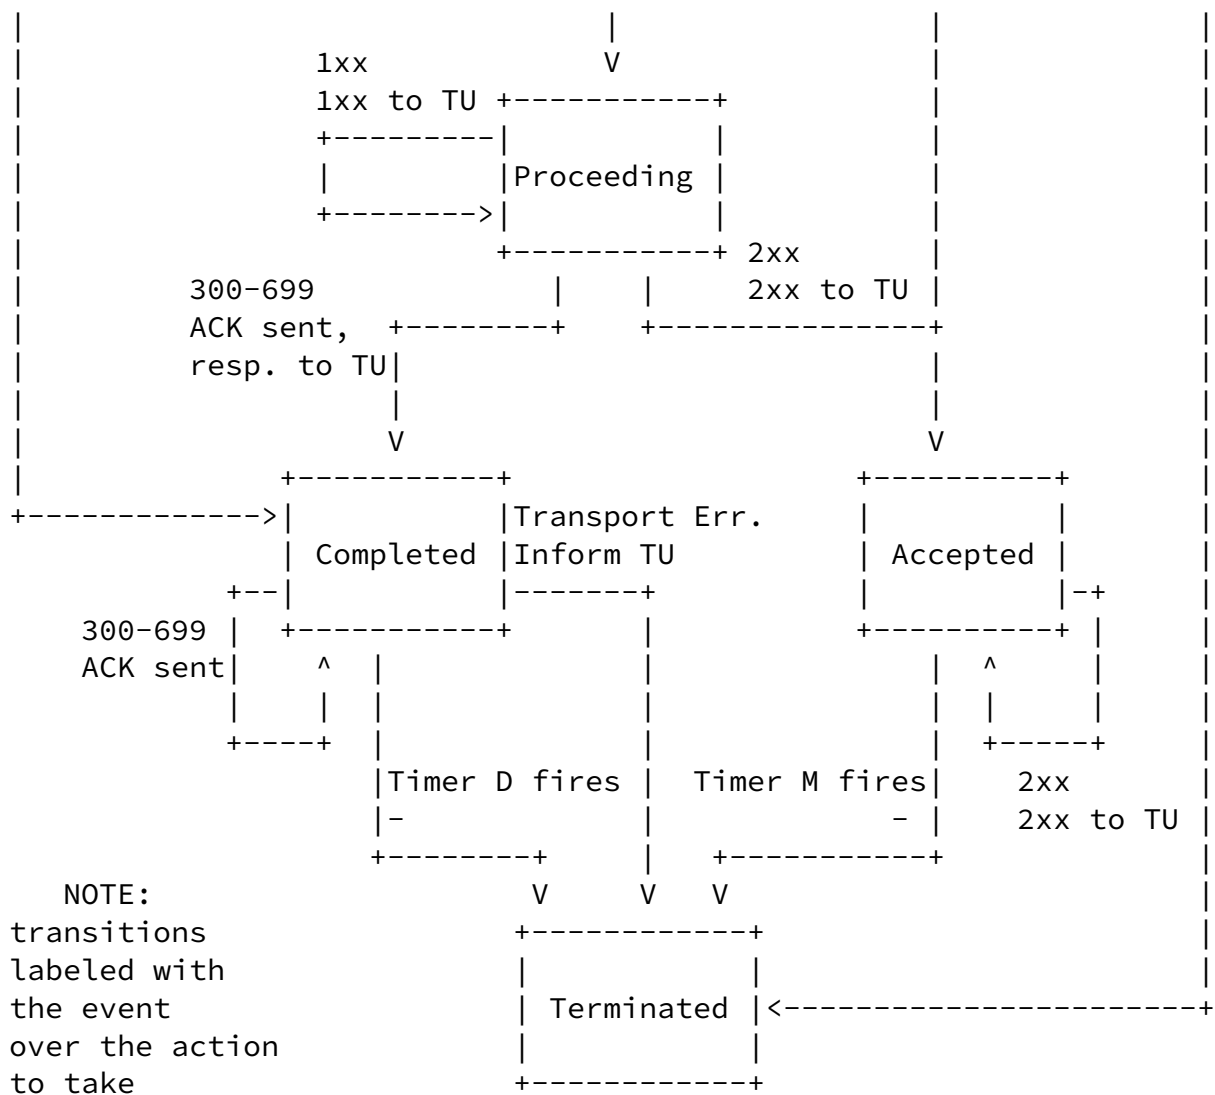 1xx
1xx to TU
Proceeding
2xx
300-699
2xx to TU
ACK sent,
resp. to TU
Transport Err.
Completed
Inform TU
Accepted
300-699
ACK sent
Timer D fires
Timer M fires
2xx
-
-
2xx to TU
NOTE:
transitions
labeled with
the event
Terminated
over the action
to take